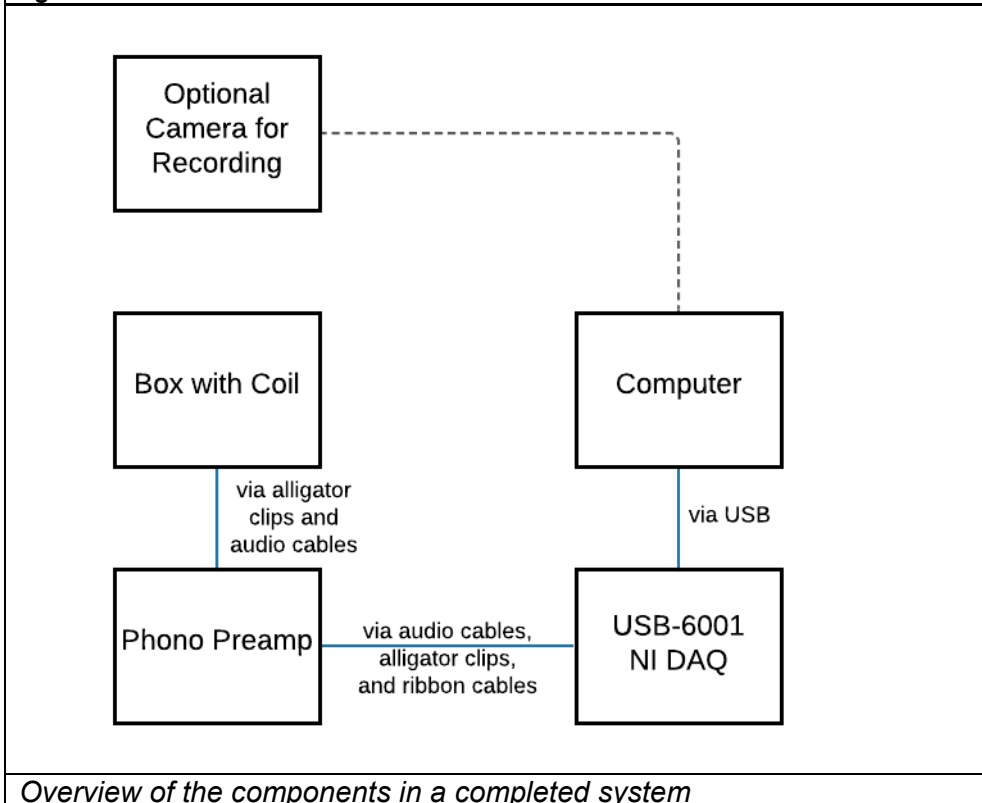 Optional
Camera for
Recording
Box with Coil
Computer
via alligator
clips and
audio cables
via USB
Phono Preamp
via audio cables,
alligator clips,
and ribbon cables
USB-6001
NI DAQ
Overview of the components in a completed system